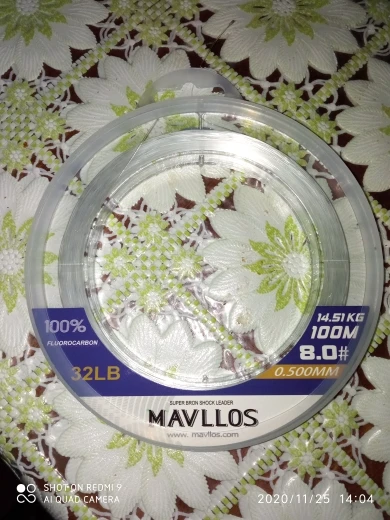 100%
FLUOROCARBON
32LB
14.51 KG
100M
8.0#
0.500MM
SUPER BRON SHOCK LEADER
MAVLLOS
www. mavllos.com
SHOT ON REDMI 9
AI QUAD CAMERA
2020/11/25 14:04